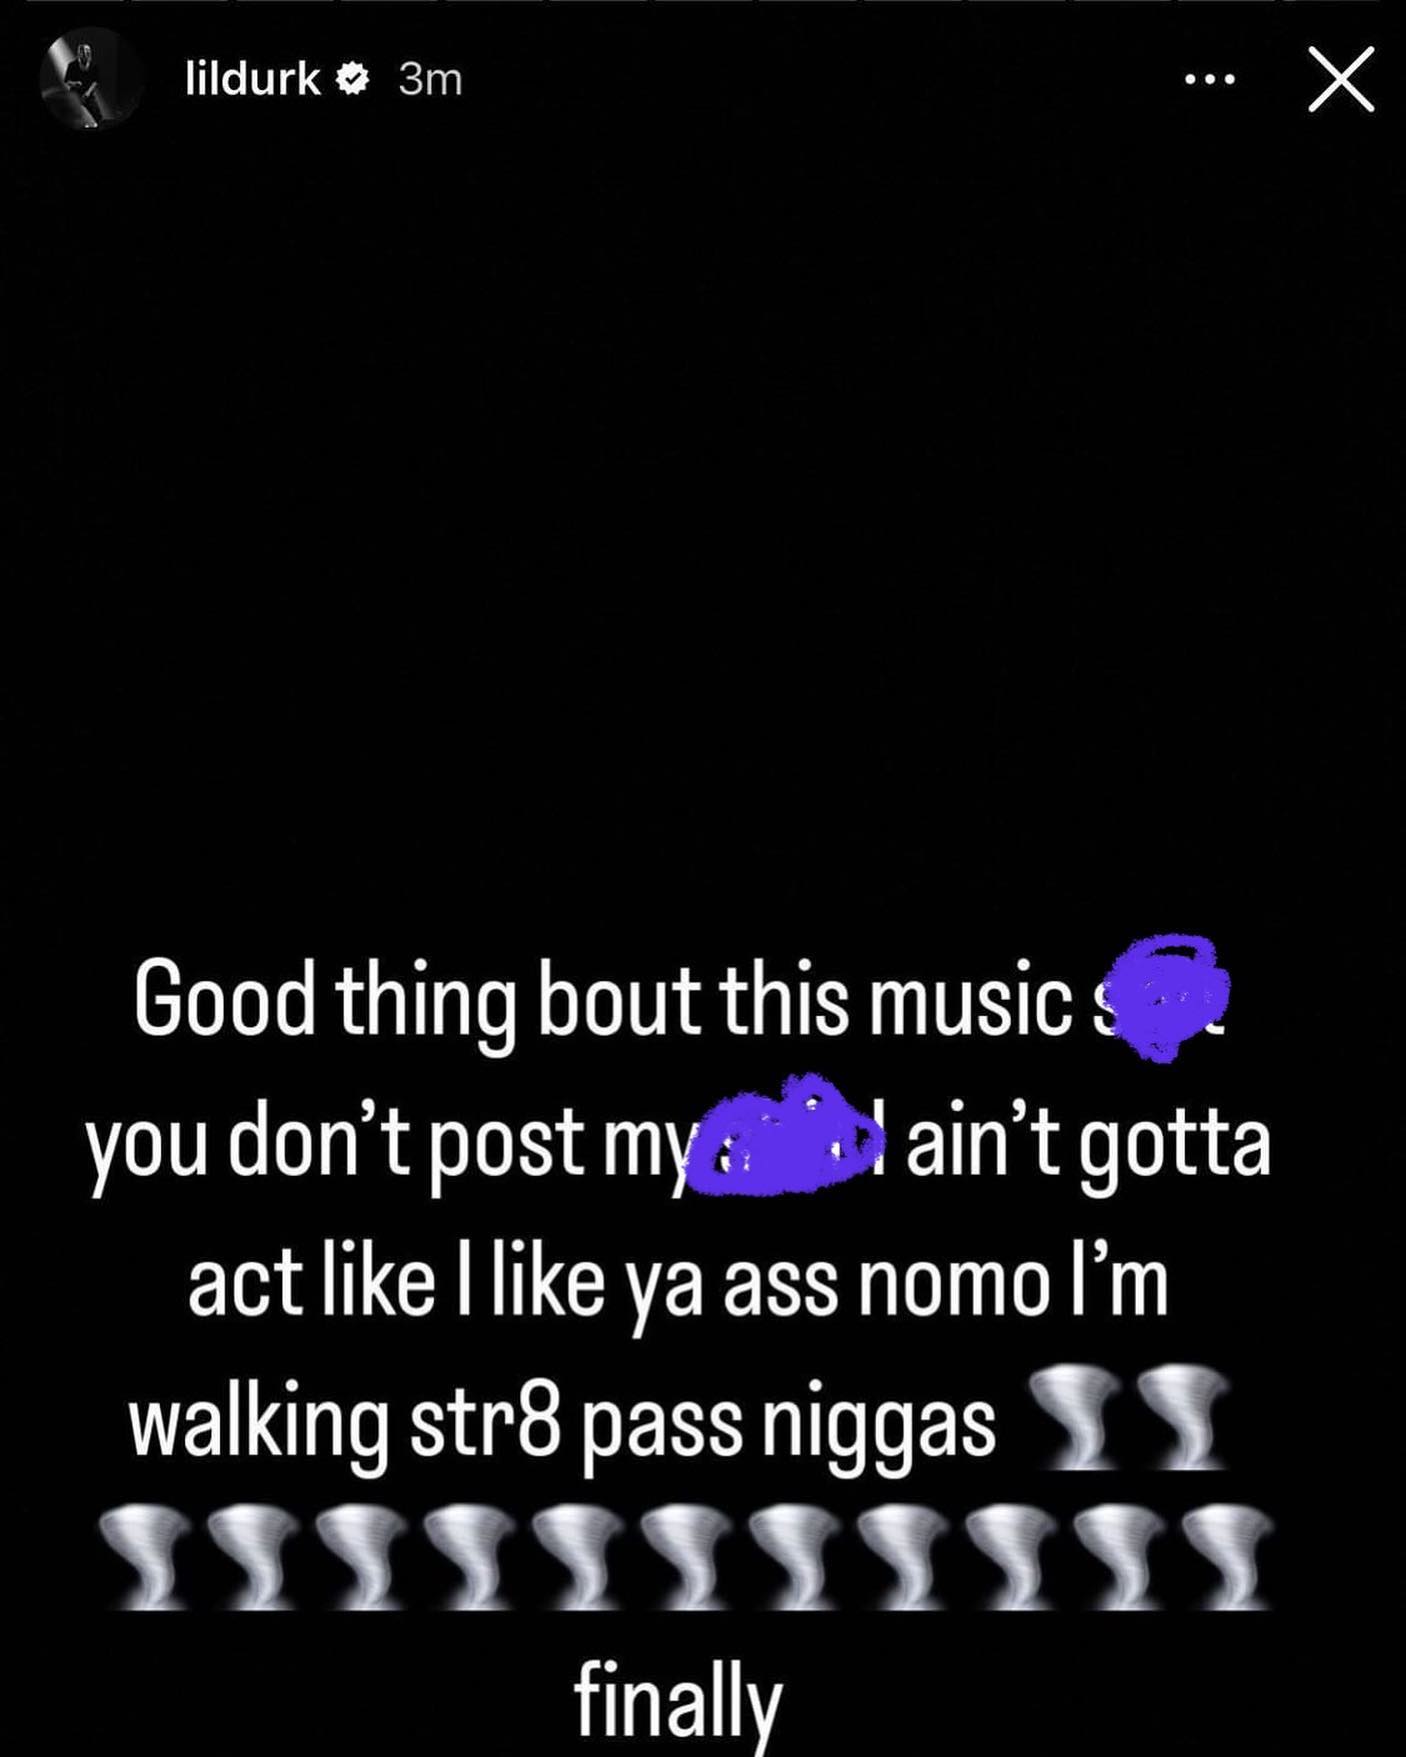 lildurk 3m
Good thing bout this music
you don't post my I ain't gotta
act like I like ya ass nomo I'm
walking str8 pass niggas 🌪️🌪️
🌪️🌪️🌪️🌪️🌪️🌪️🌪️🌪️🌪️🌪️🌪️
finally